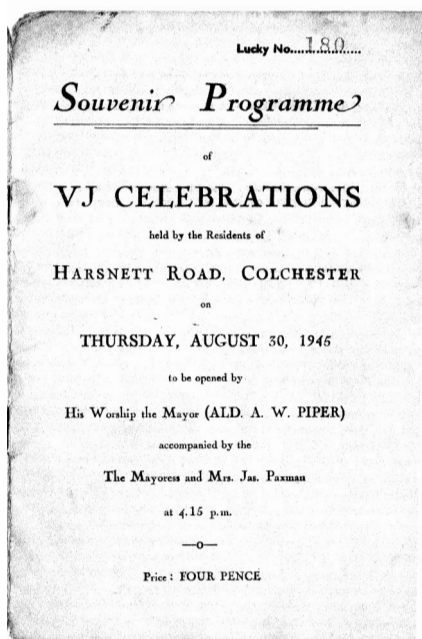 Lucky No....180....
Souvenir Programme
of
VJ CELEBRATIONS
held by the Residents of
HARSNETT ROAD, COLCHESTER
on
THURSDAY, AUGUST 30, 1945
to be opened by
His Worship the Mayor (ALD. A. W. PIPER)
accompanied by the
The Mayoress and Mrs. Jas. Paxman
at 4.15 p.m.
—o—
Price : FOUR PENCE